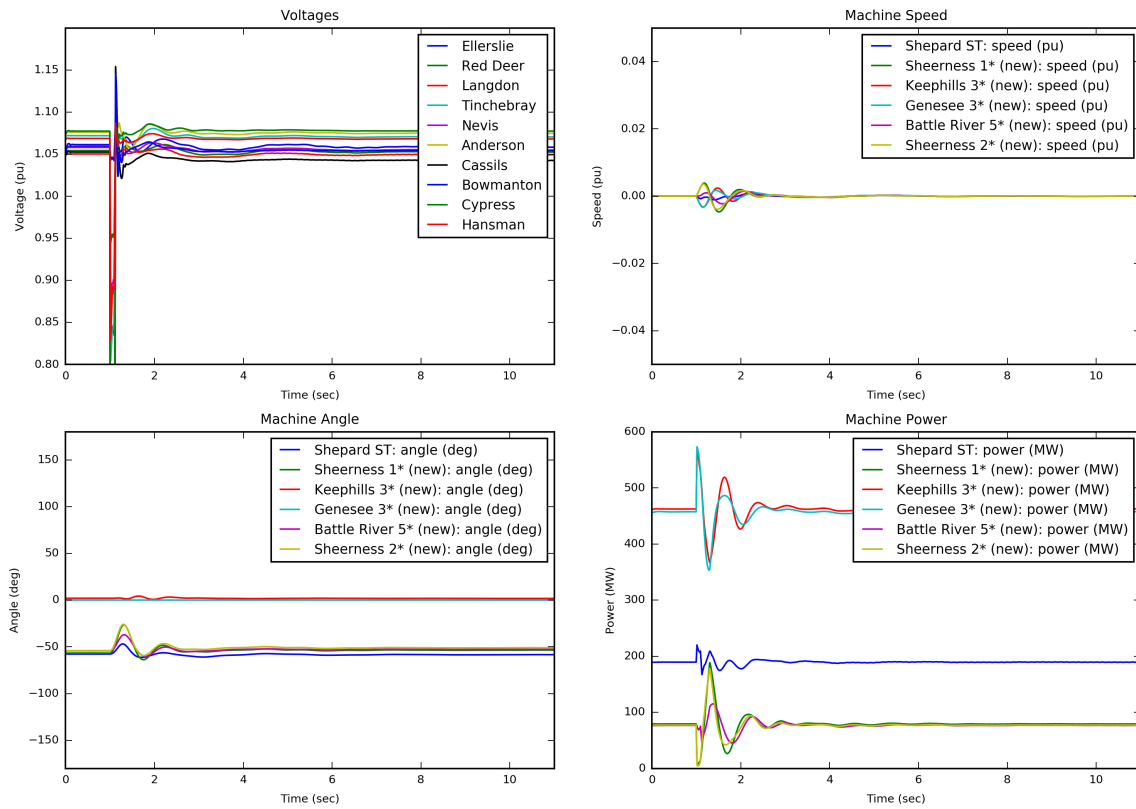 Voltages
1.15
1.10
1.05
1.00
0.95
0.90
0.85
0.80
Voltage (pu)
0
2
4
6
8
10
Time (sec)
Ellerslie
Red Deer
Langdon
Tinchebray
Nevis
Anderson
Cassils
Bowmanton
Cypress
Hansman
Machine Speed
0.04
0.02
0.00
−0.02
−0.04
Speed (pu)
0
2
4
6
8
10
Time (sec)
Shepard ST: speed (pu)
Sheerness 1* (new): speed (pu)
Keephills 3* (new): speed (pu)
Genesee 3* (new): speed (pu)
Battle River 5* (new): speed (pu)
Sheerness 2* (new): speed (pu)
Machine Angle
150
100
50
0
−50
−100
−150
Angle (deg)
0
2
4
6
8
10
Time (sec)
Shepard ST: angle (deg)
Sheerness 1* (new): angle (deg)
Keephills 3* (new): angle (deg)
Genesee 3* (new): angle (deg)
Battle River 5* (new): angle (deg)
Sheerness 2* (new): angle (deg)
Machine Power
600
500
400
300
200
100
0
Power (MW)
0
2
4
6
8
10
Time (sec)
Shepard ST: power (MW)
Sheerness 1* (new): power (MW)
Keephills 3* (new): power (MW)
Genesee 3* (new): power (MW)
Battle River 5* (new): power (MW)
Sheerness 2* (new): power (MW)